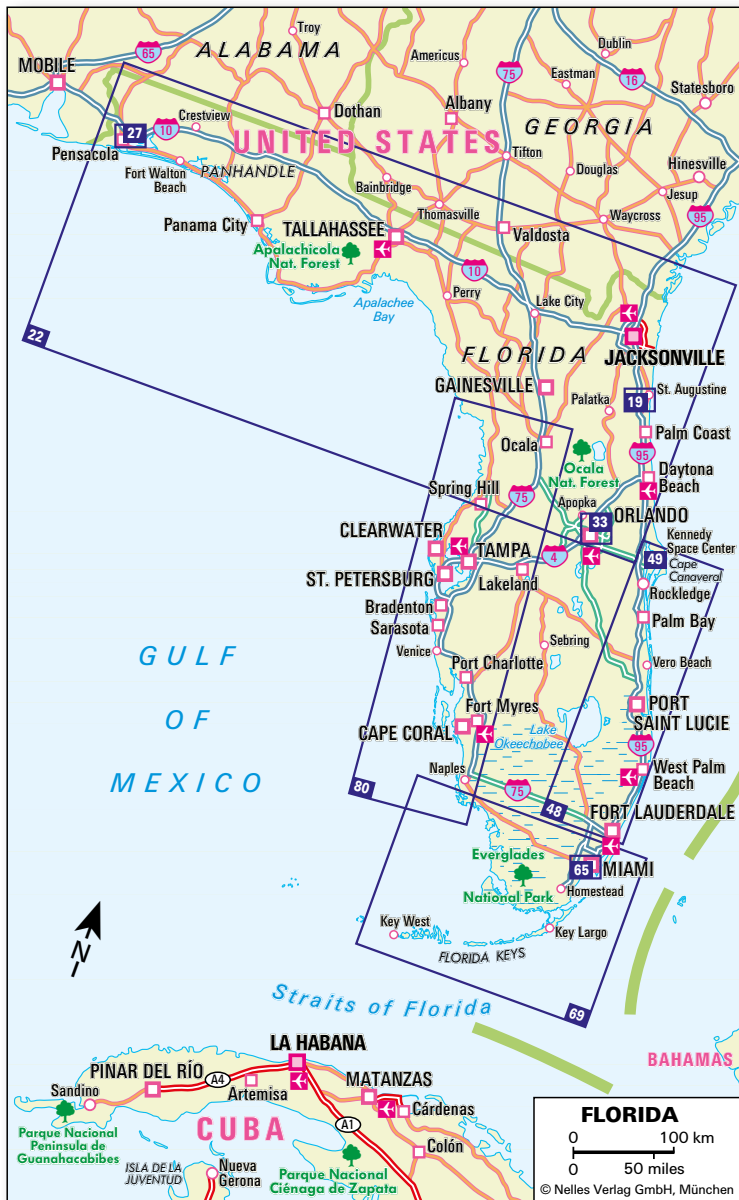 Troy
65
ALABAMA
MOBILE
Americus
Dublin
75
Eastman
16
Statesboro
Crestview
Dothan
Albany
27
10
UNITED STATES
GEORGIA
Pensacola
Fort Walton
Beach
PANHANDLE
Tifton
Douglas
Hinesville
Bainbridge
Jesup
Panama City
Thomasville
Waycross
95
TALLAHASSEE
Valdosta
Apalachicola
Nat. Forest
10
Perry
Lake City
Apalachee
Bay
22
FLORIDA
JACKSONVILLE
GAINESVILLE
Palatka
19
St. Augustine
Ocala
Palm Coast
95
Ocala
Nat. Forest
Daytona
Beach
Spring Hill
75
Apopka
33
ORLANDO
CLEARWATER
TAMPA
4
Kennedy
Space Center
49
Cape
Canaveral
ST. PETERSBURG
Lakeland
Rockledge
Bradenton
Sarasota
Palm Bay
Venice
Sebring
GULF
OF
MEXICO
Port Charlotte
Vero Beach
Fort Myres
PORT
SAINT LUCIE
CAPE CORAL
Lake
Okeechobee
95
Naples
75
West Palm
Beach
80
48
FORT LAUDERDALE
Everglades
National Park
65
MIAMI
Homestead
Key West
Key Largo
FLORIDA KEYS
N
Straits of Florida
69
LA HABANA
BAHAMAS
PINAR DEL RÍO
A4
MATANZAS
Sandino
Artemisa
Cárdenas
CUBA
A1
Parque Nacional
Peninsula de
Guanahacabibes
Colón
ISLA DE LA
JUVENTUD
Nueva
Gerona
Parque Nacional
Ciénaga de Zapata
FLORIDA
0 100 km
0 50 miles
© Nelles Verlag GmbH, München